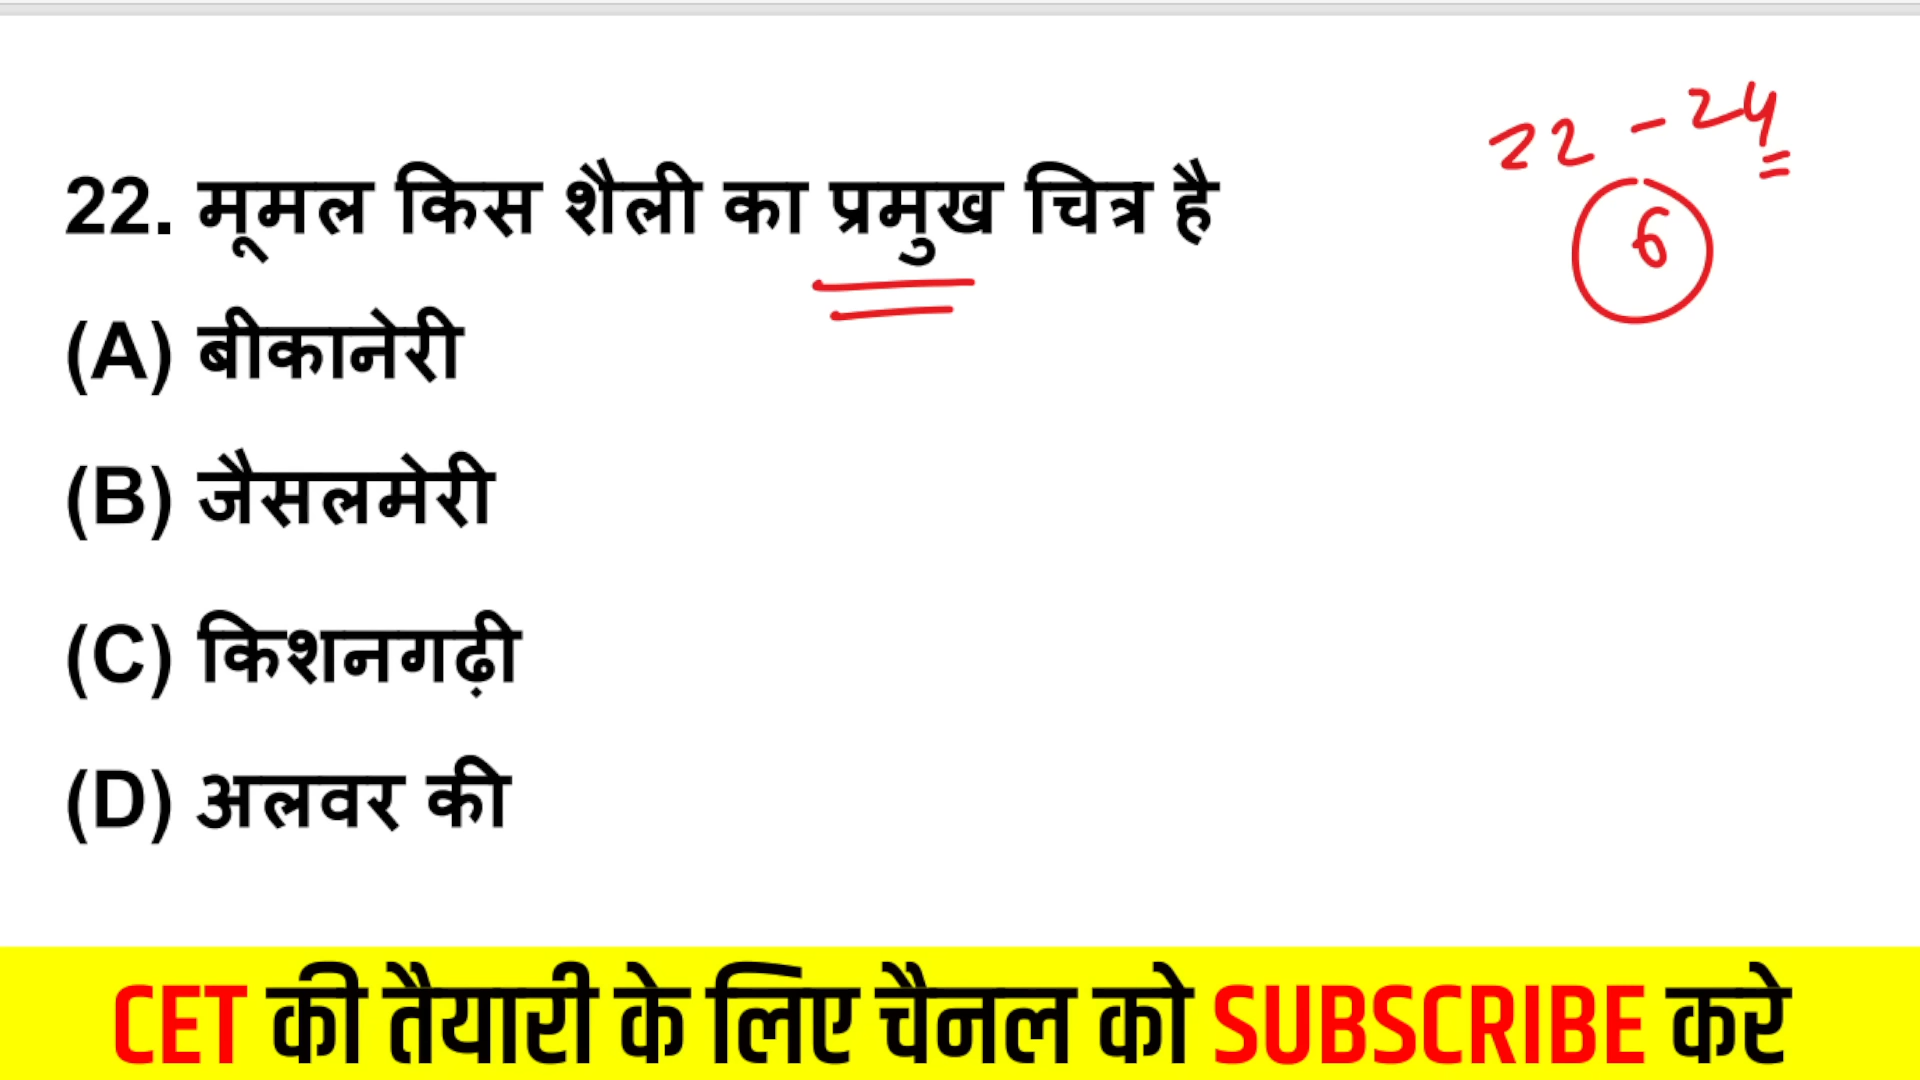 22 - 24
6
22. मूमल किस शैली का प्रमुख चित्र है
(A) बीकानेरी
(B) जैसलमेरी
(C) किशनगढ़ी
(D) अलवर की
CET की तैयारी के लिए चैनल को SUBSCRIBE करे